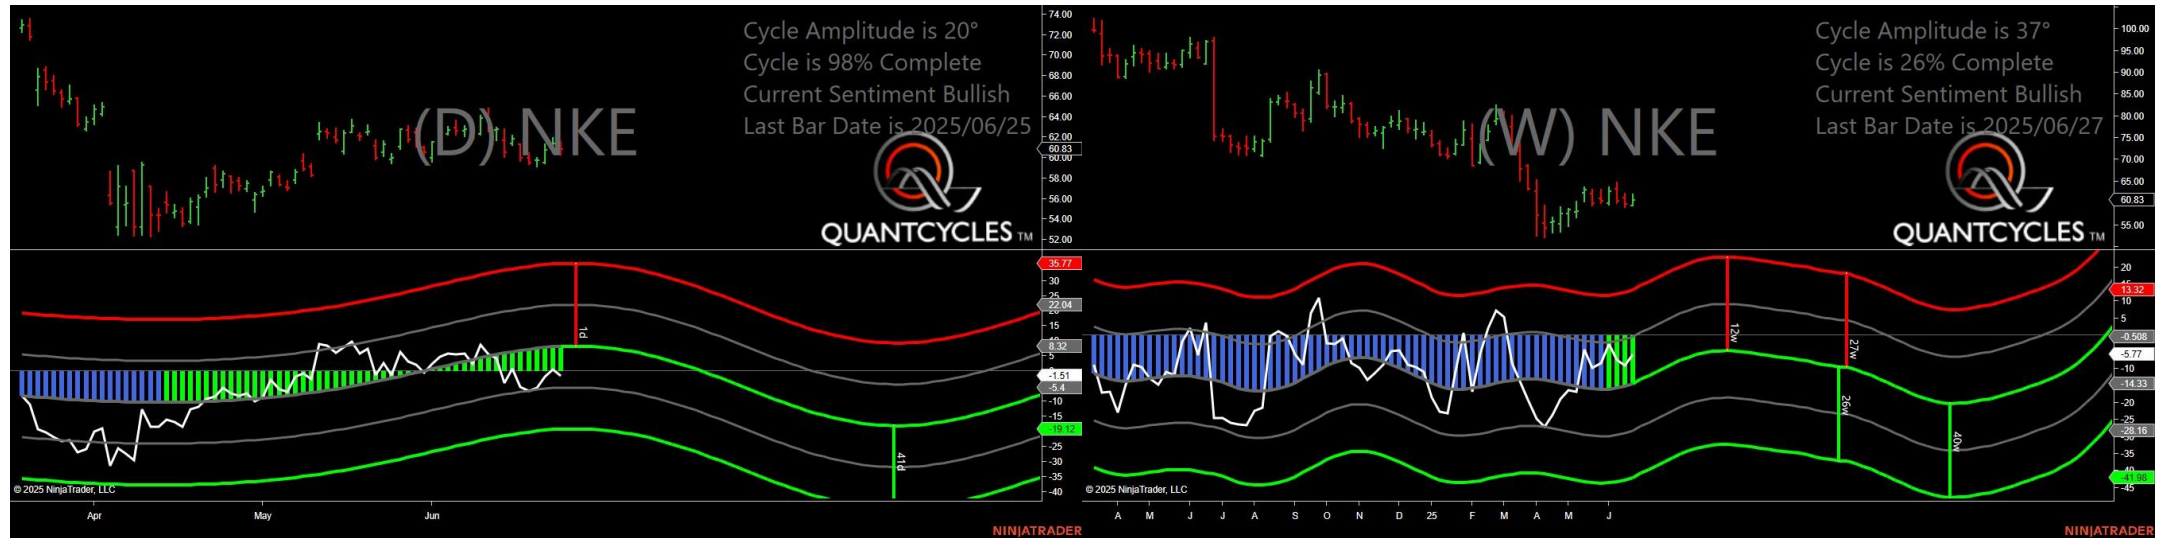 Cycle Amplitude is 20°
Cycle is 98% Complete
Current Sentiment Bullish
Last Bar Date is 2025/06/25
(D) NKE
QUANTCYCLES TM
74.00
72.00
70.00
68.00
66.00
64.00
62.00
60.83
60.00
58.00
56.00
54.00
52.00
35.77
30
25
22.04
15
8.32
5
-1.51
-5.4
-10
-15
-19.12
-25
-30
-35
-40
1d
41d
© 2025 NinjaTrader, LLC
Apr May Jun
NINJATRADER
Cycle Amplitude is 37°
Cycle is 26% Complete
Current Sentiment Bullish
Last Bar Date is 2025/06/27
(W) NKE
QUANTCYCLES TM
100.00
95.00
90.00
85.00
80.00
75.00
70.00
65.00
60.83
55.00
20
13.32
10
5
-0.508
-5.77
-10
-14.33
-20
-25
-28.16
-35
-41.98
-45
12w
27w
26w
40w
© 2025 NinjaTrader, LLC
A M J J A S O N D 25 F M A M J
NINJATRADER